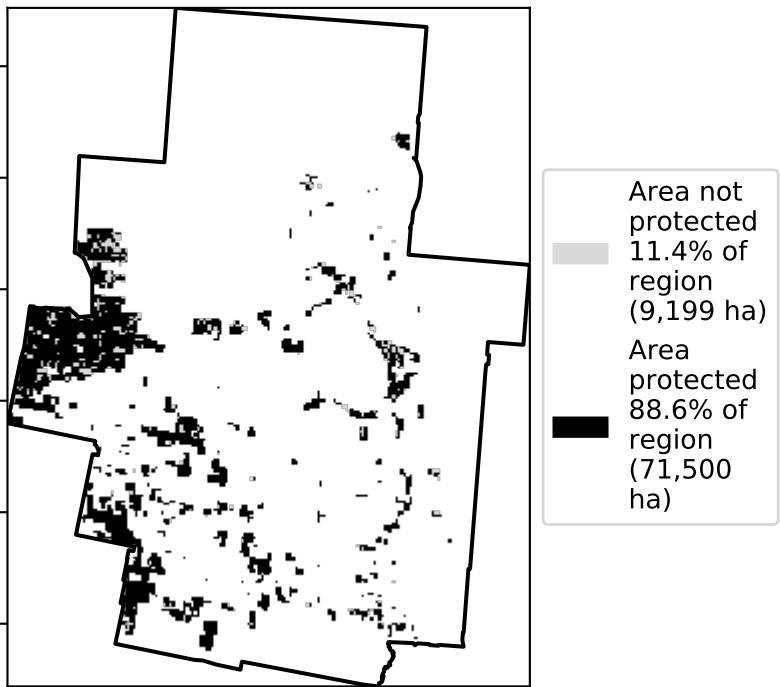 Area not
protected
11.4% of
region
(9,199 ha)
Area
protected
88.6% of
region
(71,500
ha)